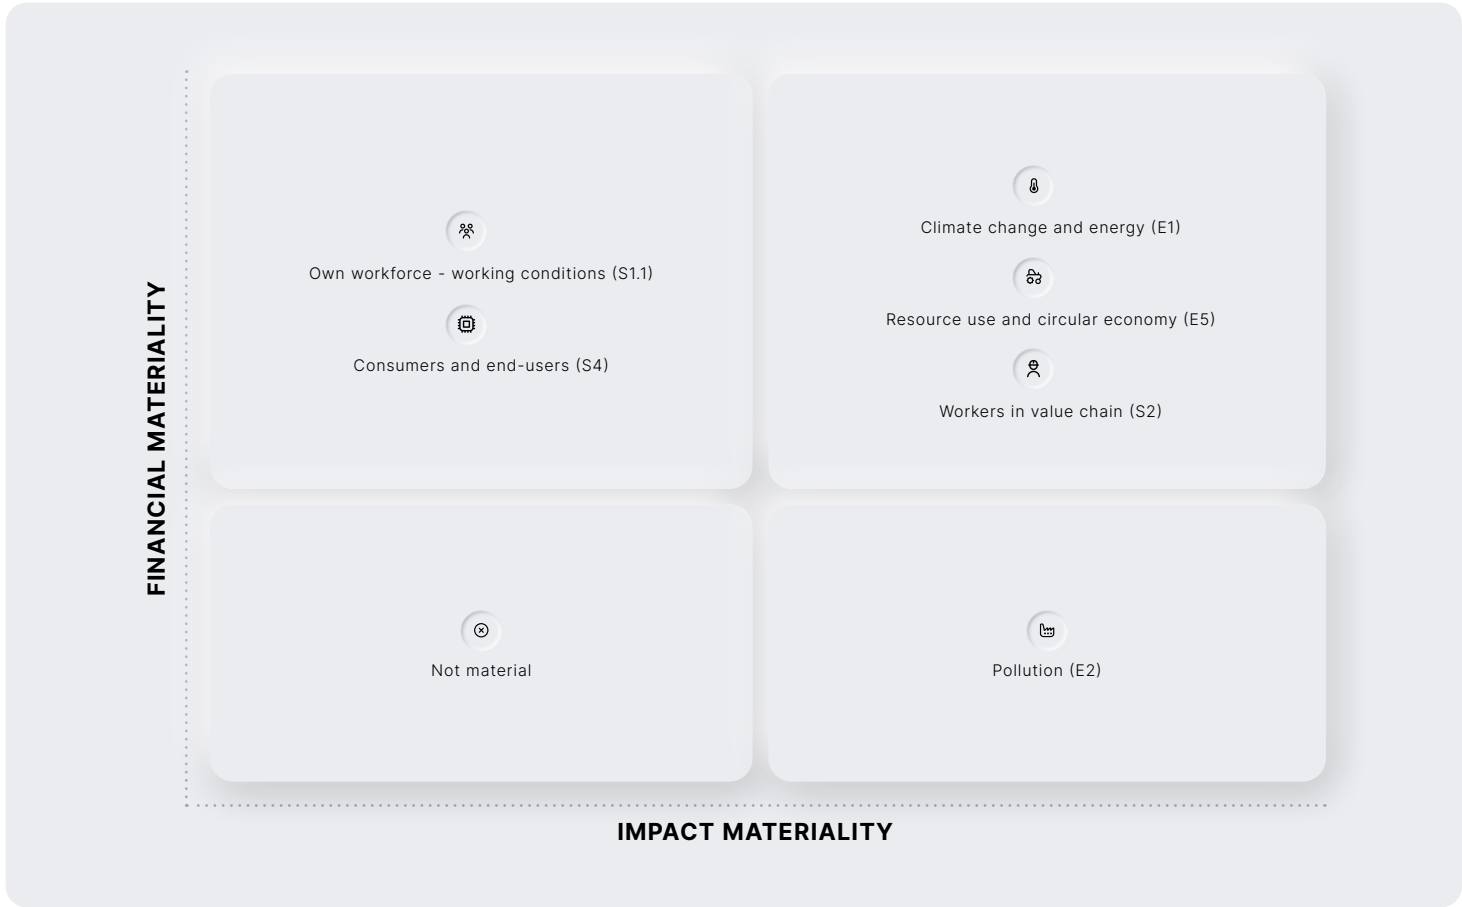 FINANCIAL MATERIALITY
Own workforce - working conditions (S1.1)
Consumers and end-users (S4)
Climate change and energy (E1)
Resource use and circular economy (E5)
Workers in value chain (S2)
Not material
Pollution (E2)
IMPACT MATERIALITY